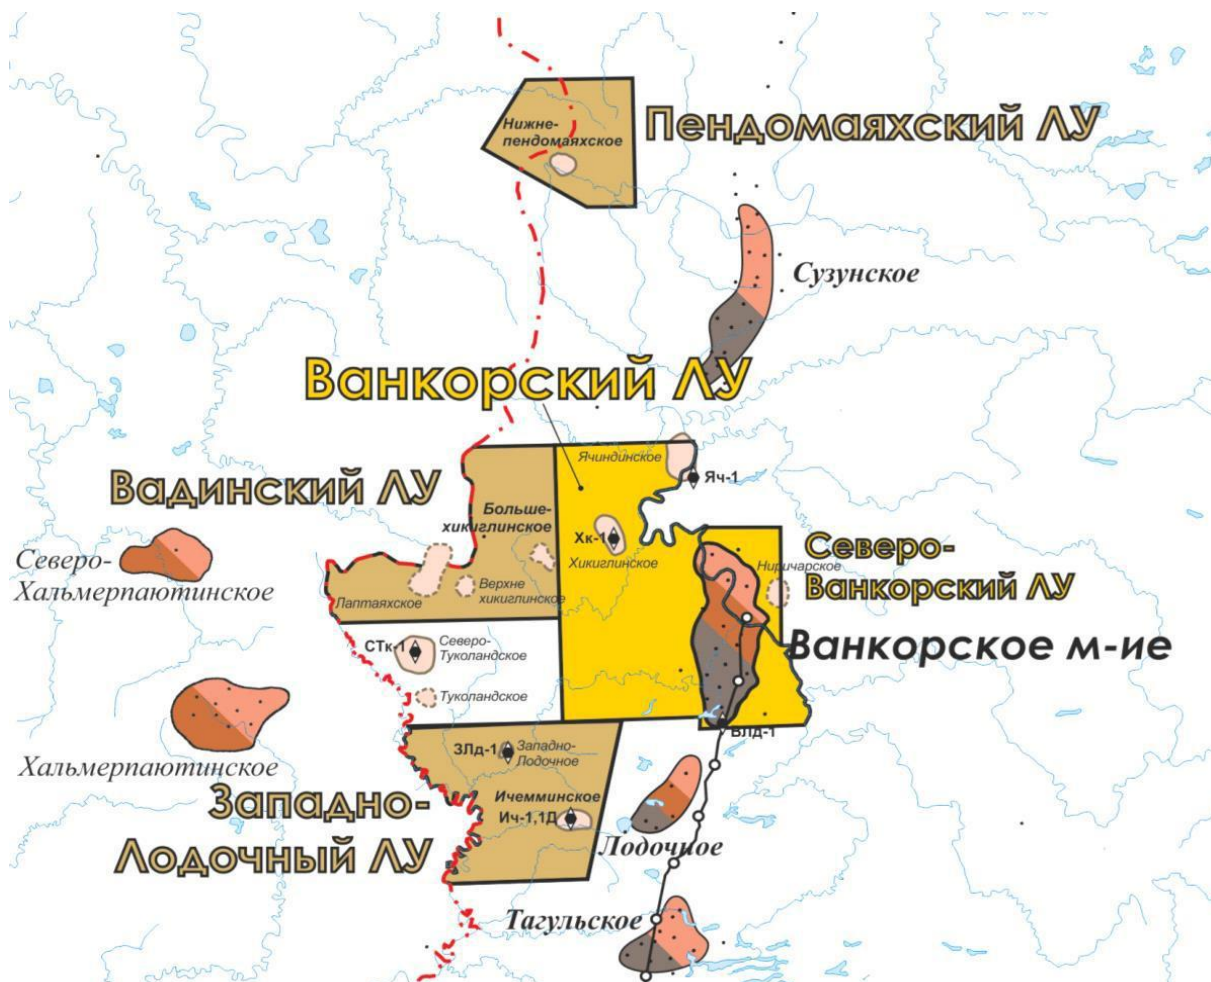 Нижне-
пендомаяхское
Пендомаяхский ЛУ
Сузунское
Ванкорский ЛУ
Ячиндинское
Яч-1
Вадинский ЛУ
Больше-
хикиглинское
Хк-1
Хикиглинское
Северо-
Хальмерпаютинское
Лаптаяхское
Верхне
хикиглинское
Ниричарское
Северо-
Ванкорский ЛУ
Ванкорское м-ие
СТк-1
Северо-
Туколандское
Туколандское
ВЛд-1
Хальмерпаютинское
ЗЛд-1
Западно-
Лодочное
Западно-
Лодочный ЛУ
Ичемминское
Ич-1,1Д
Лодочное
Тагульское